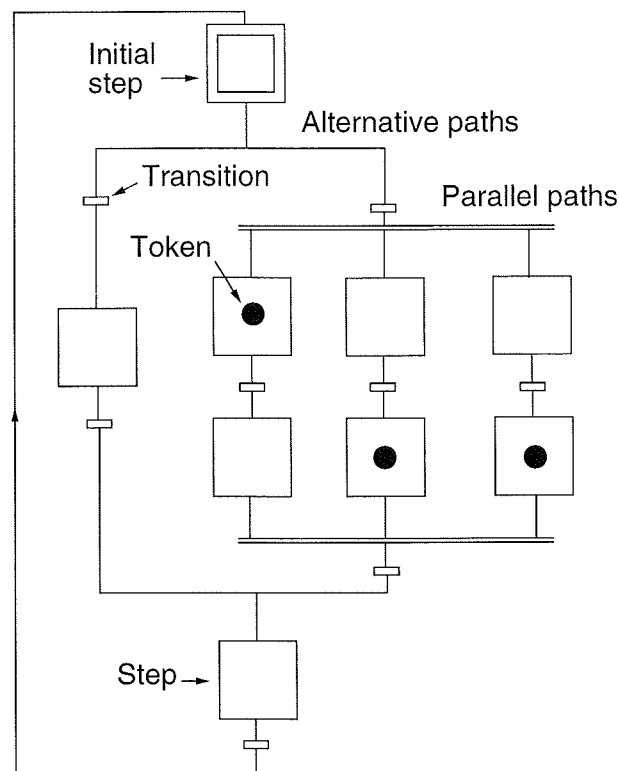 Initial
step
Alternative paths
Transition
Parallel paths
Token
Step